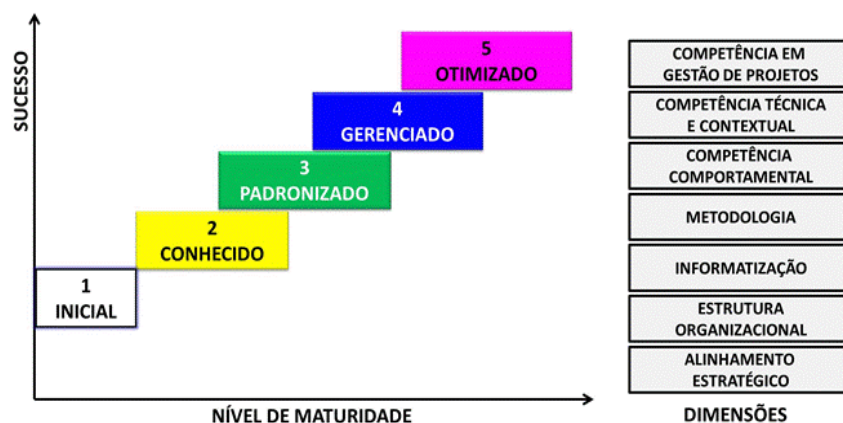 SUCESSO
5
OTIMIZADO
4
GERENCIADO
3
PADRONIZADO
2
CONHECIDO
1
INICIAL
NÍVEL DE MATURIDADE
COMPETÊNCIA EM
GESTÃO DE PROJETOS
COMPETÊNCIA TÉCNICA
E CONTEXTUAL
COMPETÊNCIA
COMPORTAMENTAL
METODOLOGIA
INFORMATIZAÇÃO
ESTRUTURA
ORGANIZACIONAL
ALINHAMENTO
ESTRATÉGICO
DIMENSÕES